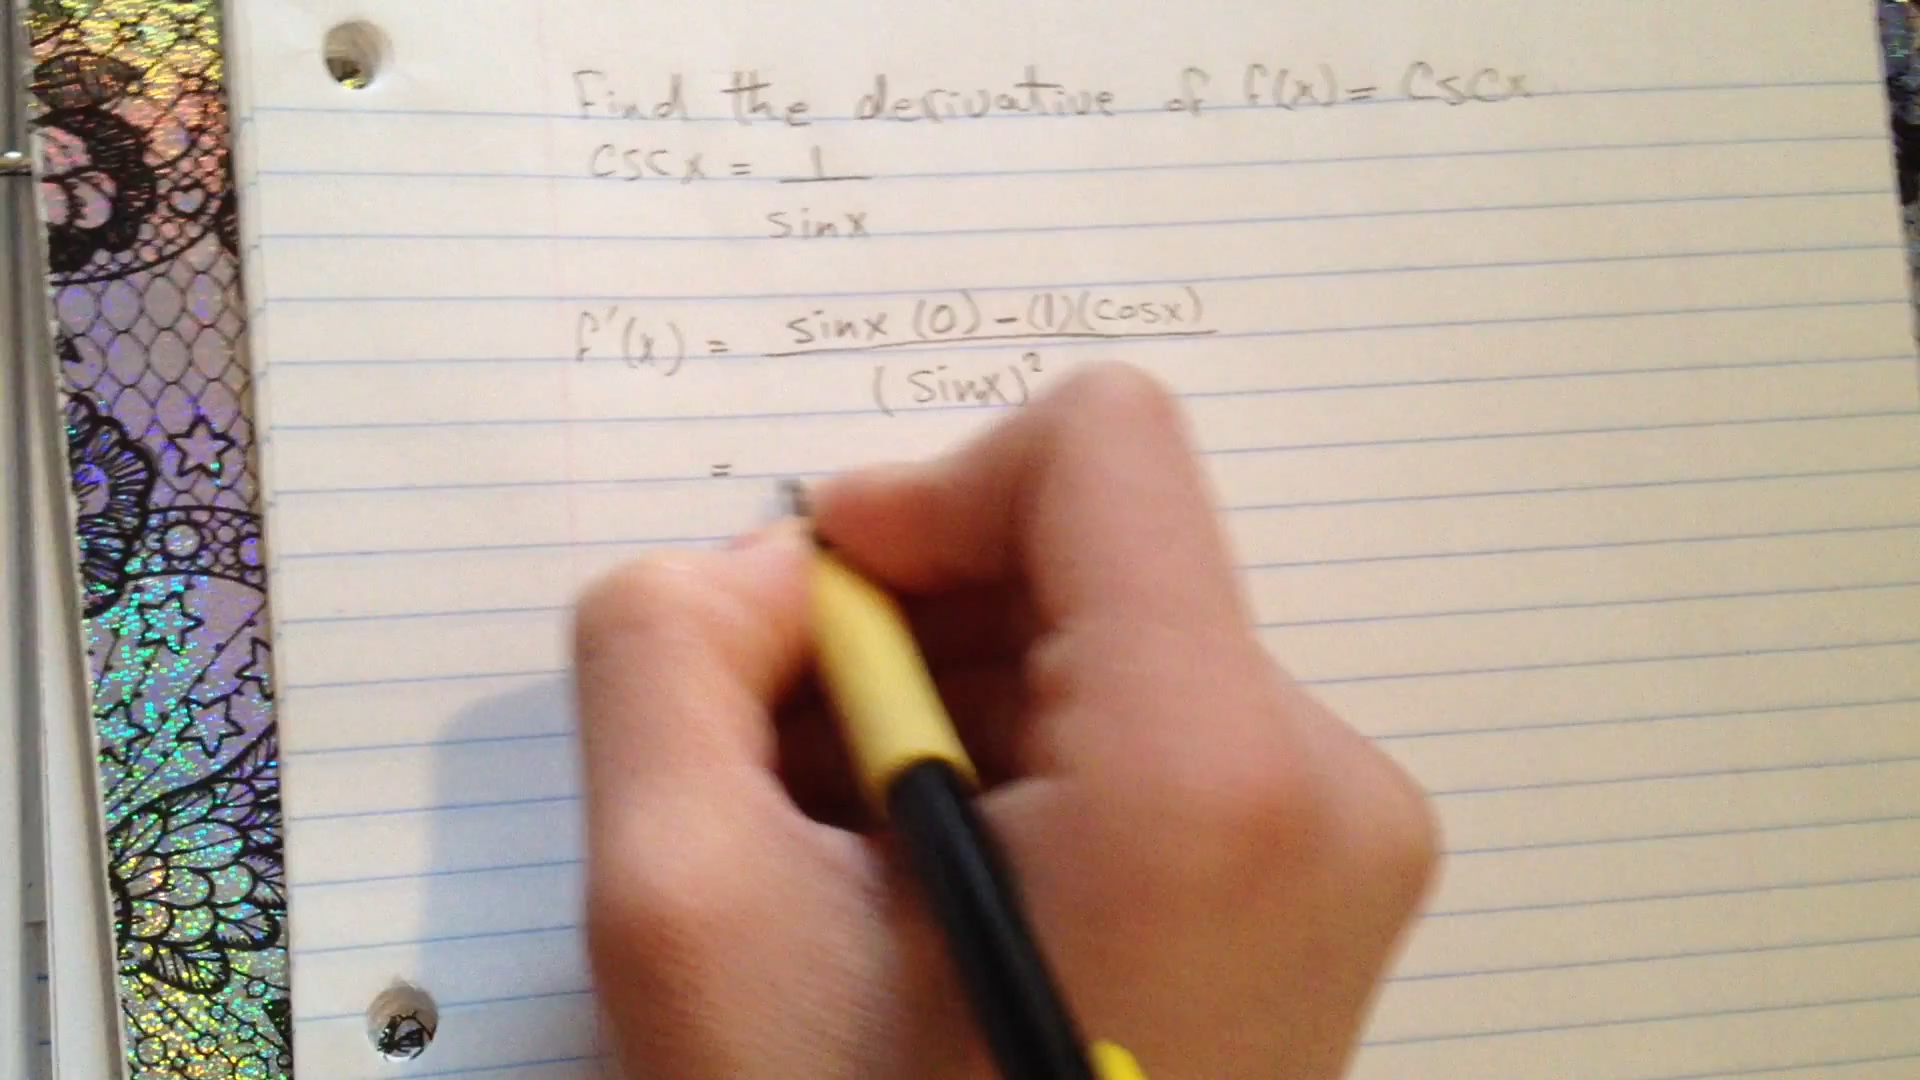 Find the derivative of f(x) = Cscx
cscx = 1
sinx
f'(x) = sinx (0) - (1)(cosx)
(sinx)²
=